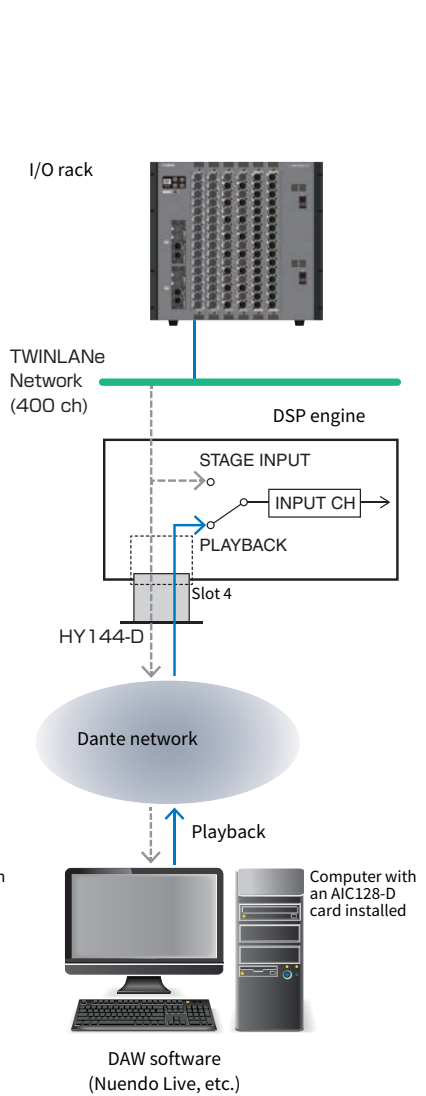 I/O rack
TWINLANe
Network
(400 ch)
DSP engine
STAGE INPUT
INPUT CH
PLAYBACK
Slot 4
HY144-D
Dante network
Playback
n
Computer with
an AIC128-D
card installed
DAW software
(Nuendo Live, etc.)